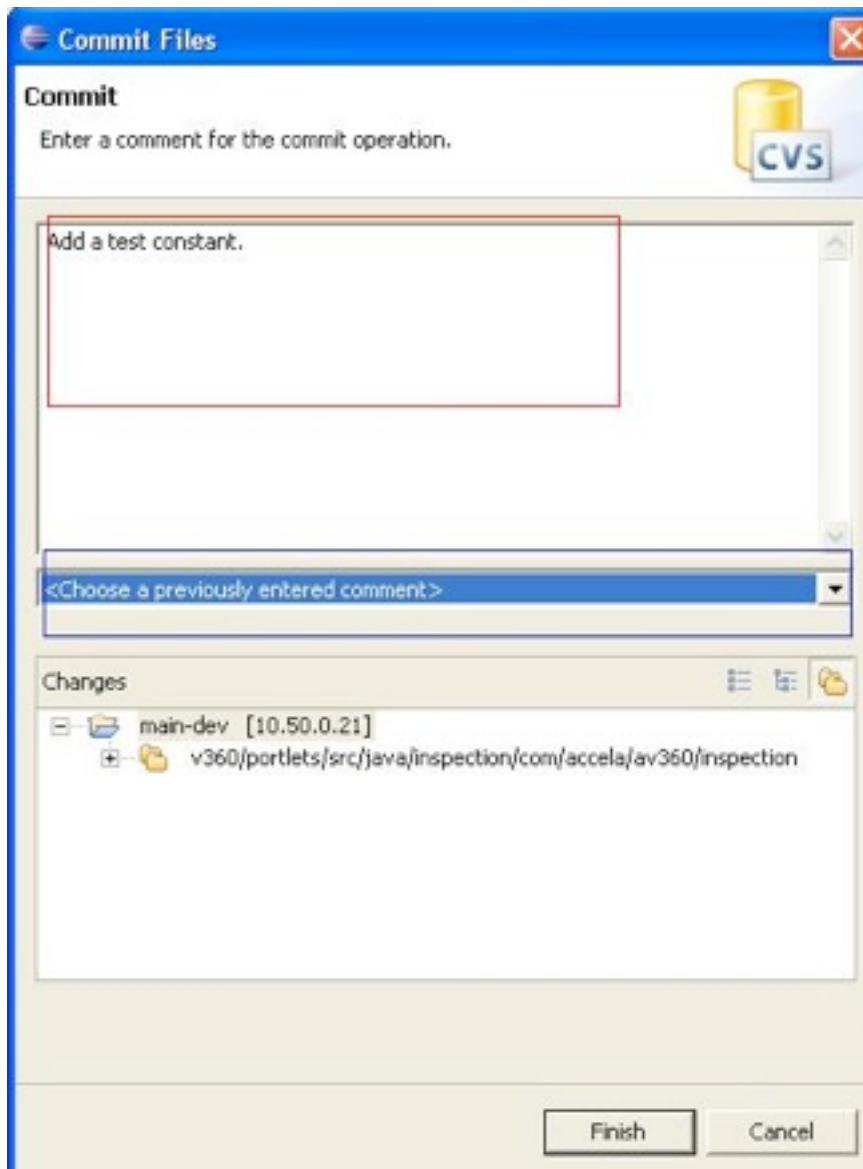 Commit Files
Commit
Enter a comment for the commit operation.
CVS
Add a test constant.
<Choose a previously entered comment>
Changes
main-dev [10.50.0.21]
v360/portlets/src/java/inspection/com/accela/av360/inspection
Finish Cancel